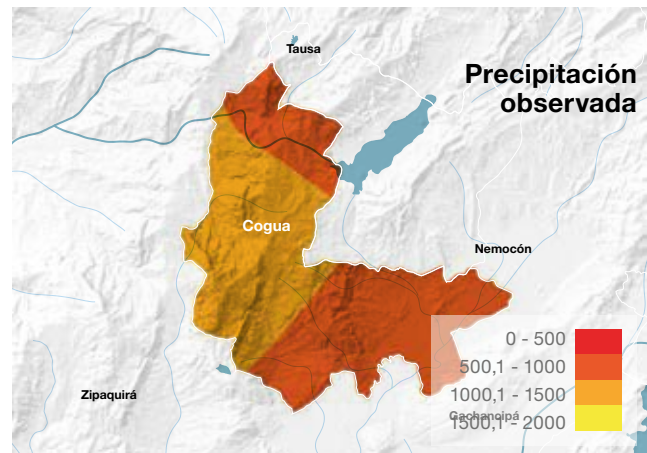 Tausa
Precipitación
observada
Cogua
Nemocón
0 - 500
500,1 - 1000
Zipaquirá
1000,1 - 1500
Gachancipá
1500,1 - 2000